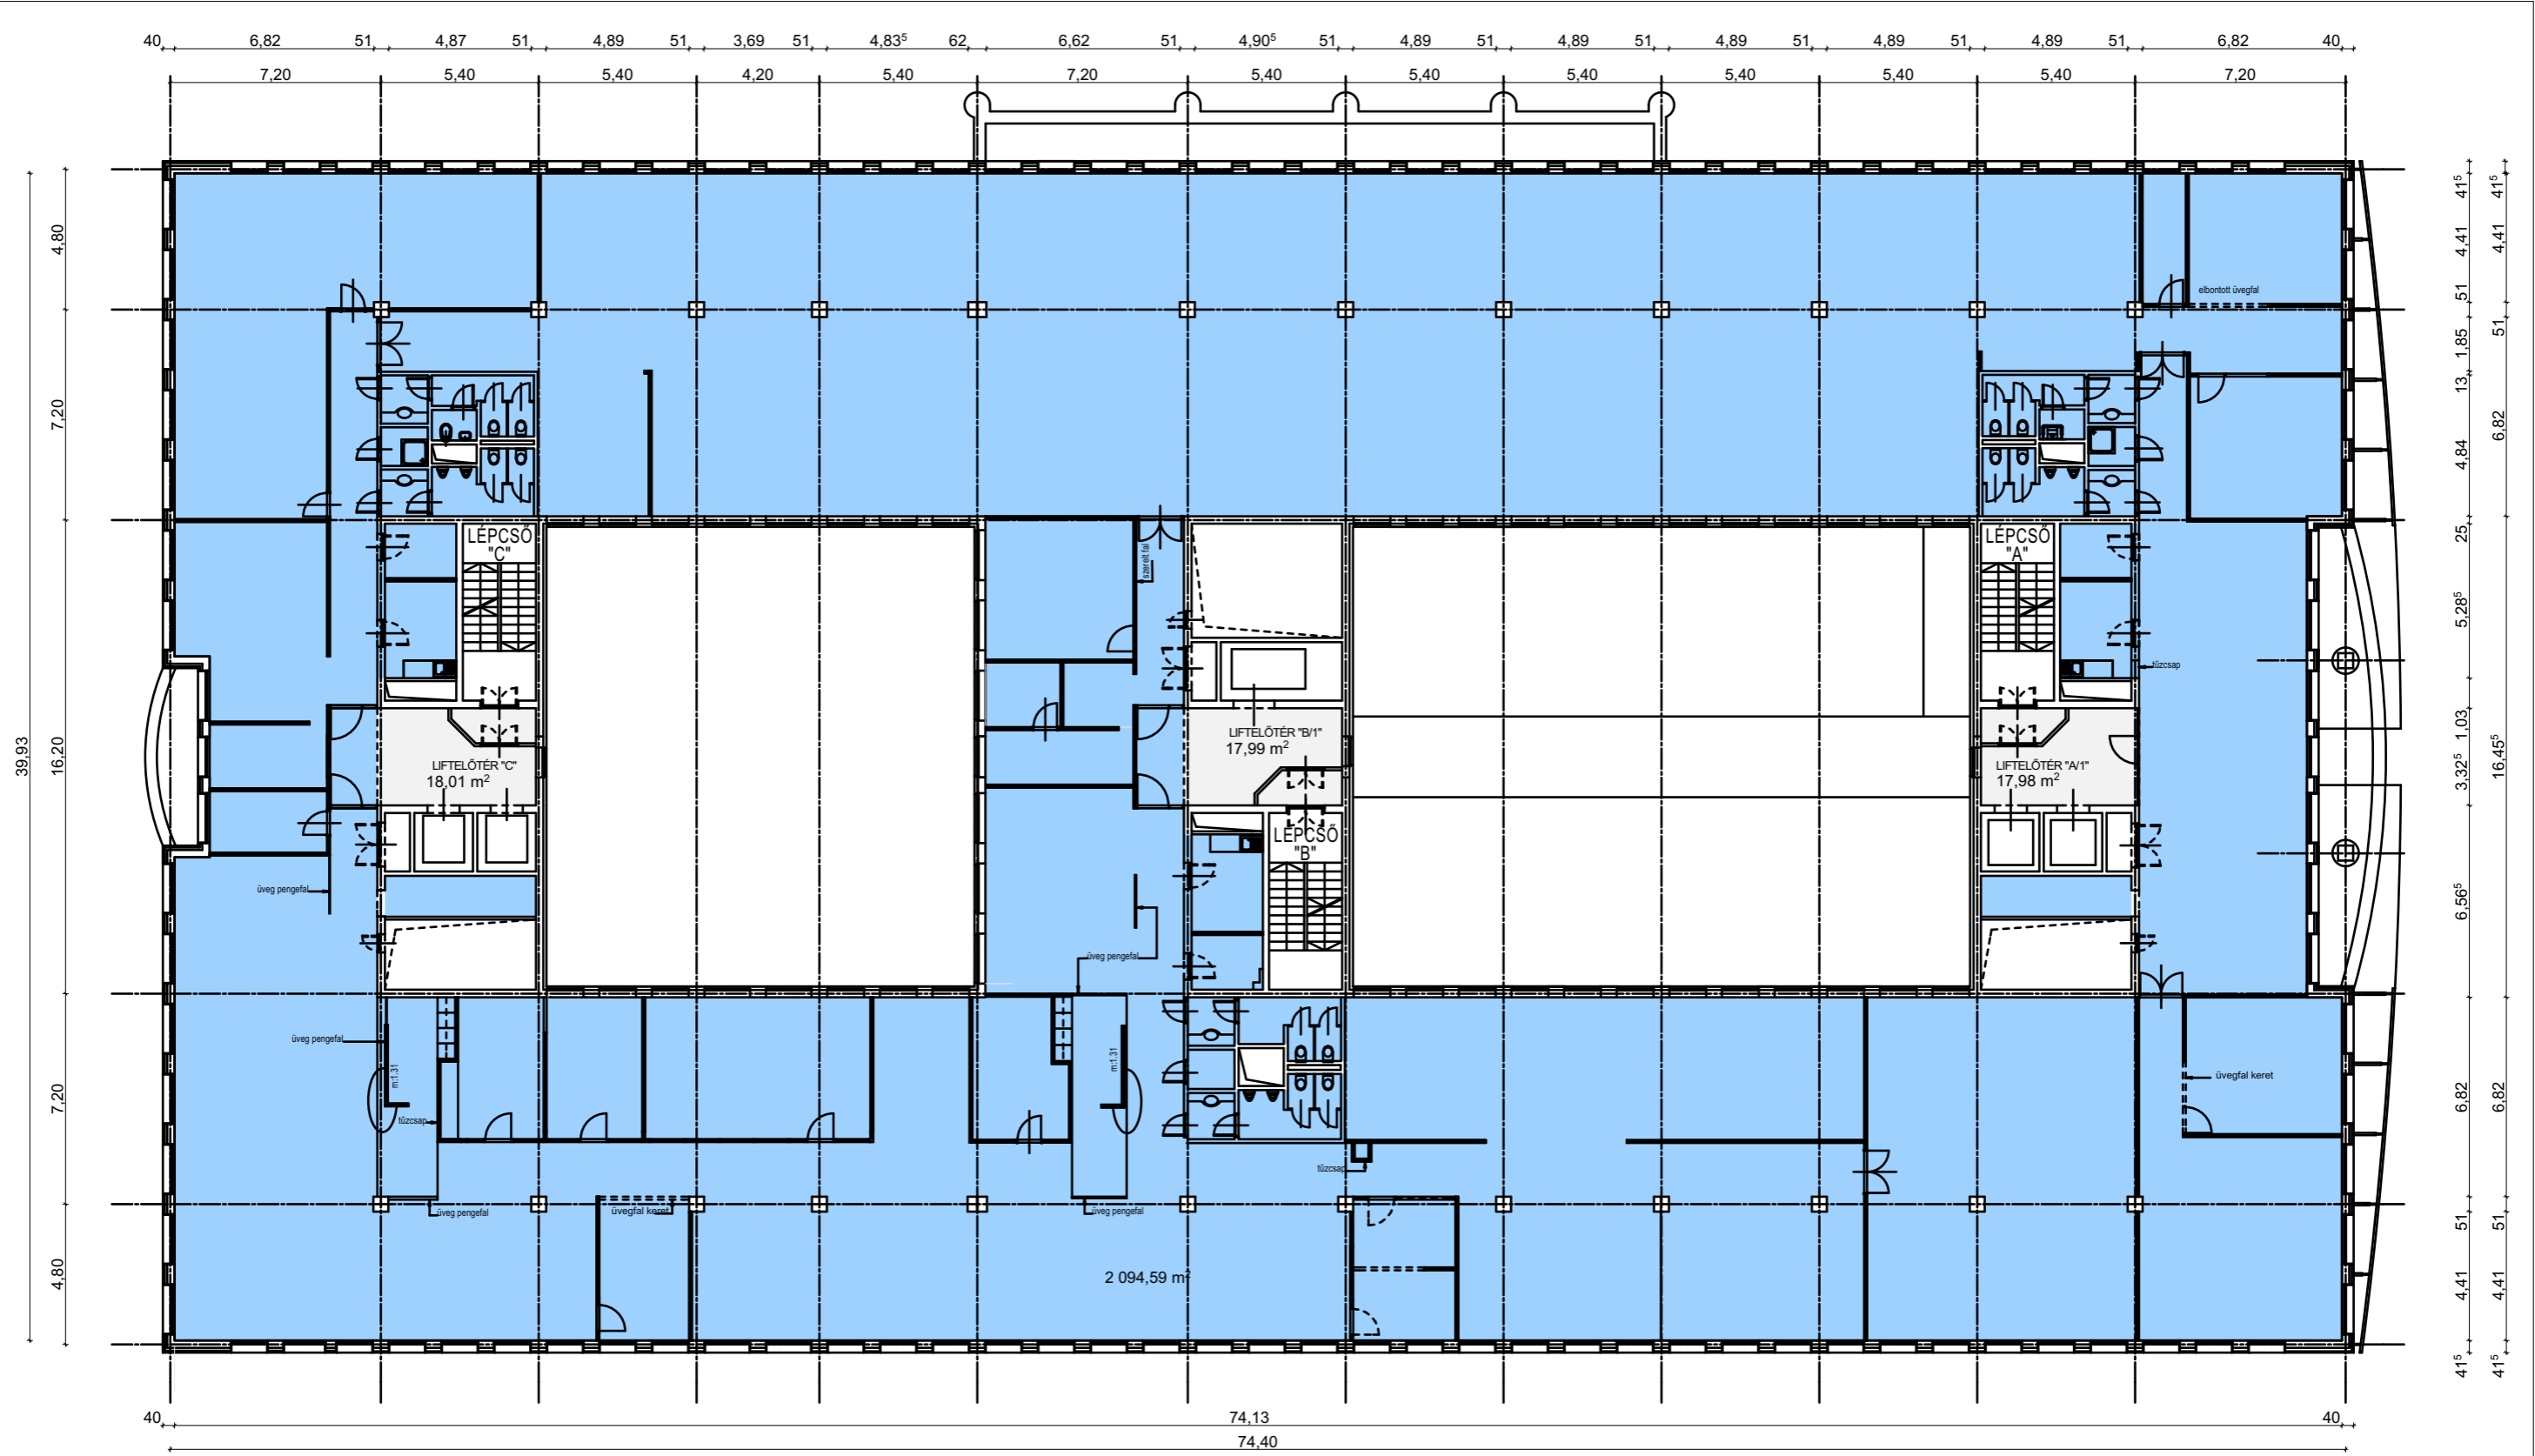 40 6,82 51 4,87 51 4,89 51 3,69 51 4,83⁵ 62 6,62 51 4,90⁵ 51 4,89 51 4,89 51 4,89 51 4,89 51 4,89 51 6,82 40
7,20 5,40 5,40 4,20 5,40 7,20 5,40 5,40 5,40 5,40 5,40 5,40 7,20
39,93
4,80
7,20
16,20
7,20
4,80
elbontott üvegfal
LÉPCSŐ
"C"
szerelt fal
LÉPCSŐ
"A"
tűzcsap
LIFTELŐTÉR "C"
18,01 m²
LIFTELŐTÉR "B/1"
17,99 m²
LIFTELŐTÉR "A/1"
17,98 m²
LÉPCSŐ
"B"
üveg pengefal
üveg pengefal
üveg pengefal
m:1.31
m:1.31
tűzcsap
üvegfal keret
tűzcsap
üveg pengefal
üvegfal keret
üveg pengefal
2 094,59 m²
41⁵
4,41
51
1,85
13
4,84
25
5,28⁵
1,03
3,32⁵
6,56⁵
6,82
51
4,41
41⁵
41⁵
4,41
51
6,82
16,45⁵
6,82
51
4,41
41⁵
40 74,13 40
74,40